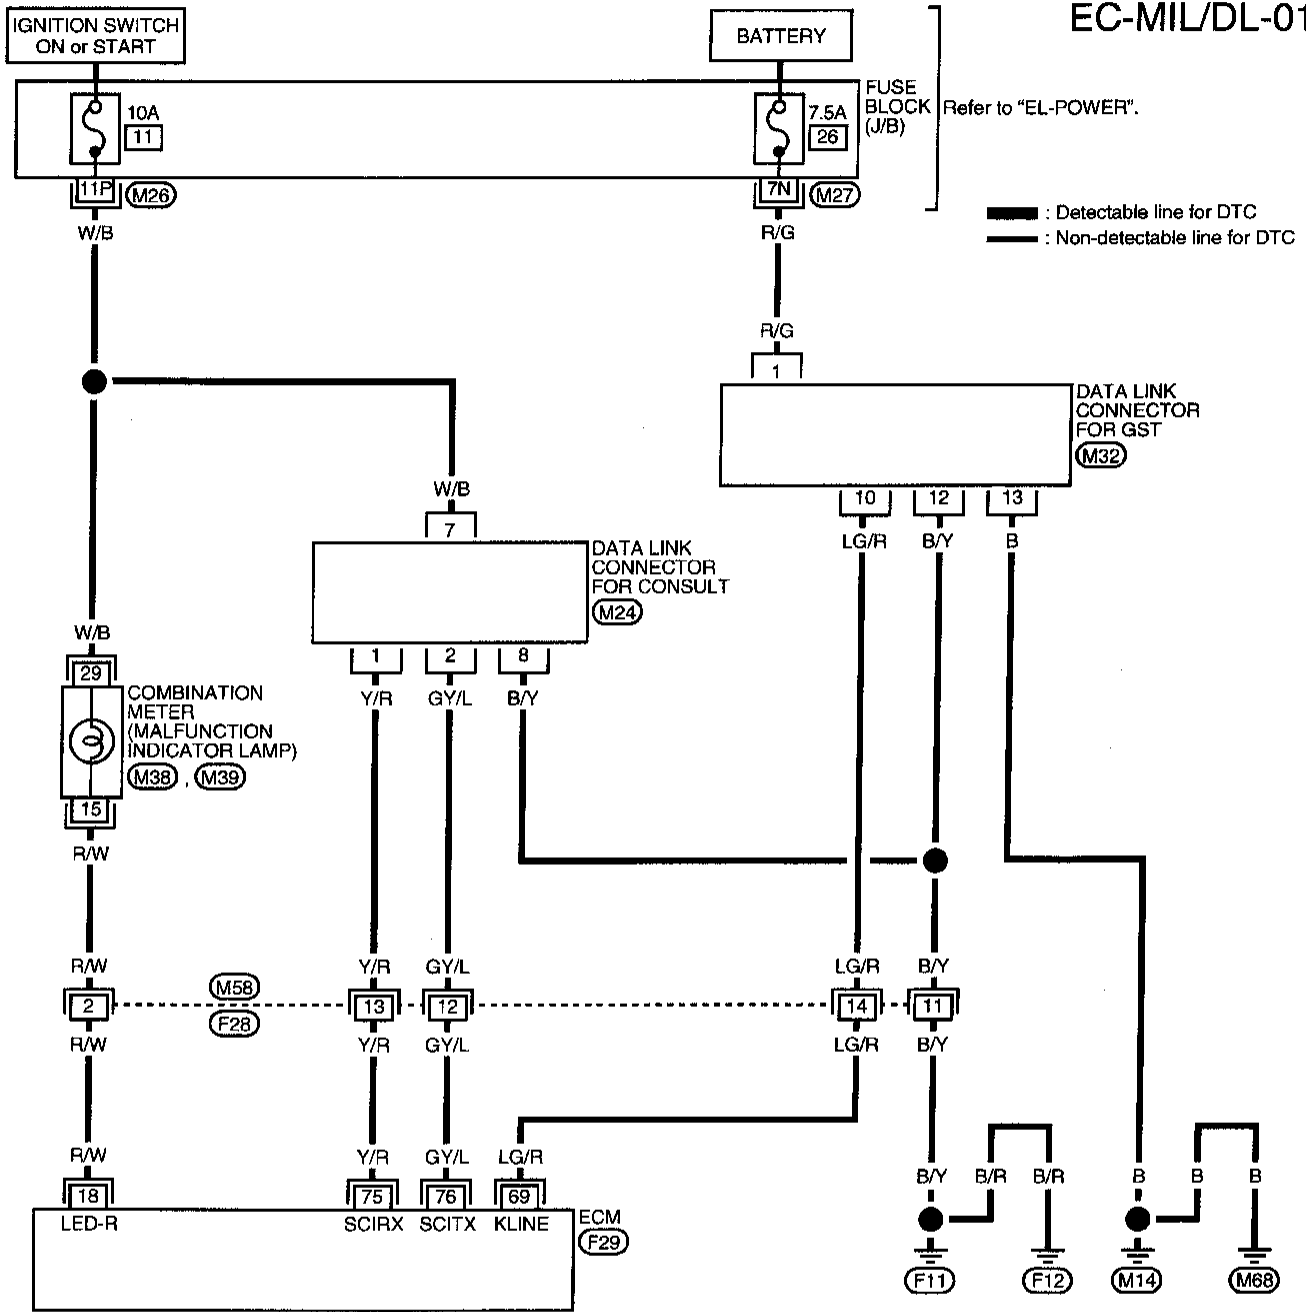 EC-MIL/DL-01
IGNITION SWITCH
ON or START
BATTERY
10A
11
7.5A
26
FUSE
BLOCK
(J/B)
Refer to "EL-POWER".
11P
M26
7N
M27
W/B
R/G
: Detectable line for DTC
: Non-detectable line for DTC
R/G
1
DATA LINK
CONNECTOR
FOR GST
M32
10
12
13
LG/R
B/Y
B
W/B
7
DATA LINK
CONNECTOR
FOR CONSULT
M24
1
2
8
Y/R
GY/L
B/Y
W/B
29
COMBINATION
METER
(MALFUNCTION
INDICATOR LAMP)
M38 , M39
15
R/W
R/W
Y/R
GY/L
LG/R
B/Y
2
M58
F28
13
12
14
11
R/W
Y/R
GY/L
LG/R
B/Y
R/W
Y/R
GY/L
LG/R
B/Y
B/R
B/R
B
B
B
18
75
76
69
LED-R
SCIRX
SCITX
KLINE
ECM
F29
F11
F12
M14
M68